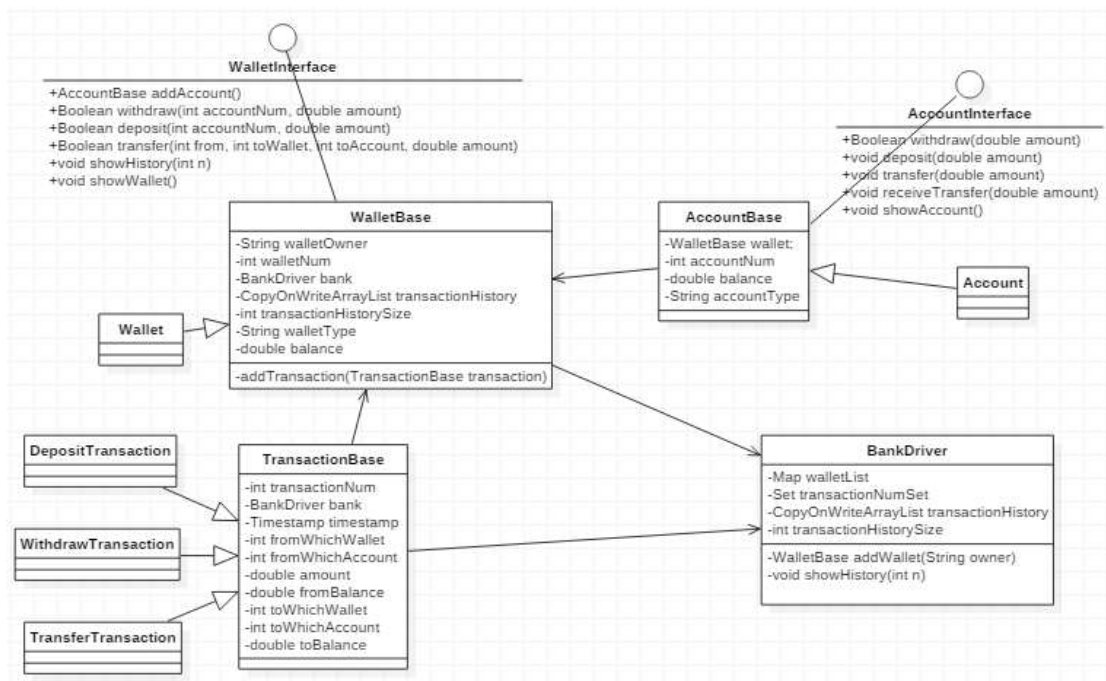 WalletInterface
+AccountBase addAccount()
+Boolean withdraw(int accountNum, double amount)
+Boolean deposit(int accountNum, double amount)
+Boolean transfer(int from, int toWallet, int toAccount, double amount)
+void showHistory(int n)
+void showWallet()
AccountInterface
+Boolean withdraw(double amount)
+void deposit(double amount)
+void transfer(double amount)
+void receiveTransfer(double amount)
+void showAccount()
WalletBase
-String walletOwner
-int walletNum
-BankDriver bank
-CopyOnWriteArrayList transactionHistory
-int transactionHistorySize
-String walletType
-double balance
-addTransaction(TransactionBase transaction)
AccountBase
-WalletBase wallet;
-int accountNum
-double balance
-String accountType
Account
Wallet
DepositTransaction
WithdrawTransaction
TransferTransaction
TransactionBase
-int transactionNum
-BankDriver bank
-Timestamp timestamp
-int fromWhichWallet
-int fromWhichAccount
-double amount
-double fromBalance
-int toWhichWallet
-int toWhichAccount
-double toBalance
BankDriver
-Map walletList
-Set transactionNumSet
-CopyOnWriteArrayList transactionHistory
-int transactionHistorySize
-WalletBase addWallet(String owner)
-void showHistory(int n)